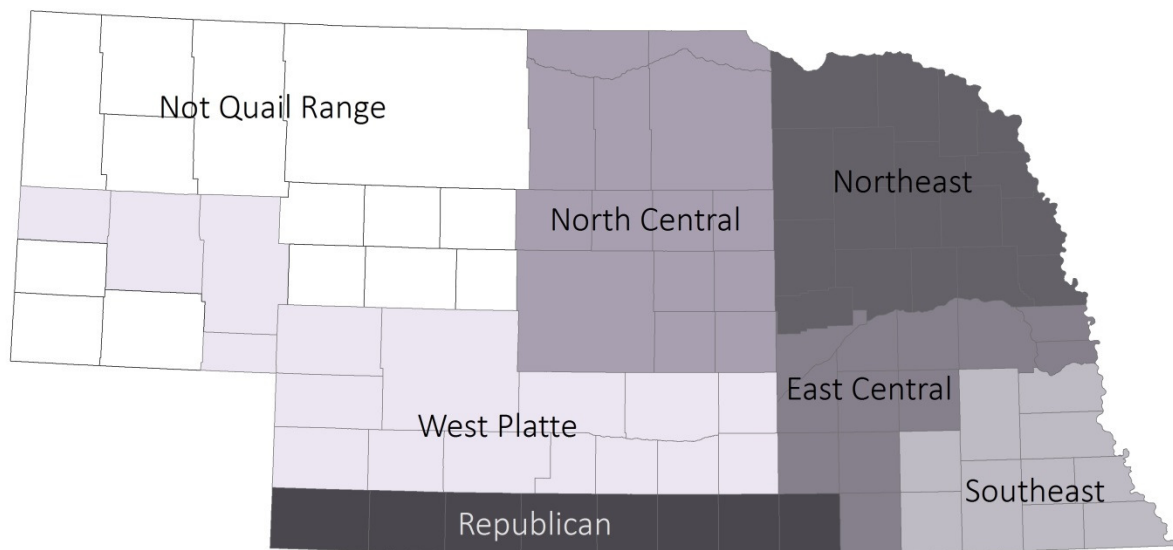 Not Quail Range
Northeast
North Central
East Central
West Platte
Southeast
Republican